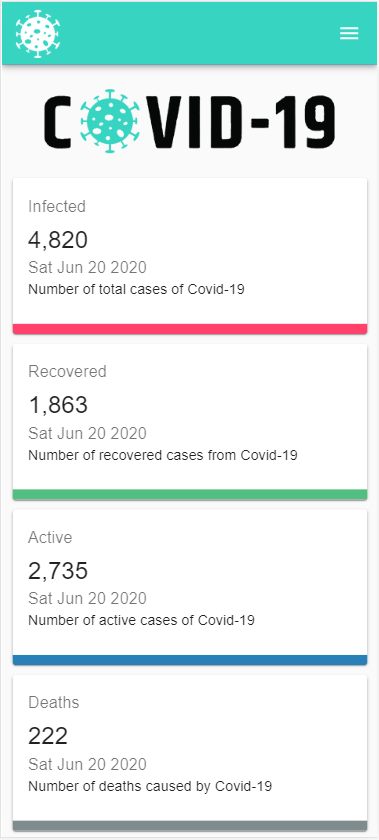 COVID-19
Infected
4,820
Sat Jun 20 2020
Number of total cases of Covid-19
Recovered
1,863
Sat Jun 20 2020
Number of recovered cases from Covid-19
Active
2,735
Sat Jun 20 2020
Number of active cases of Covid-19
Deaths
222
Sat Jun 20 2020
Number of deaths caused by Covid-19